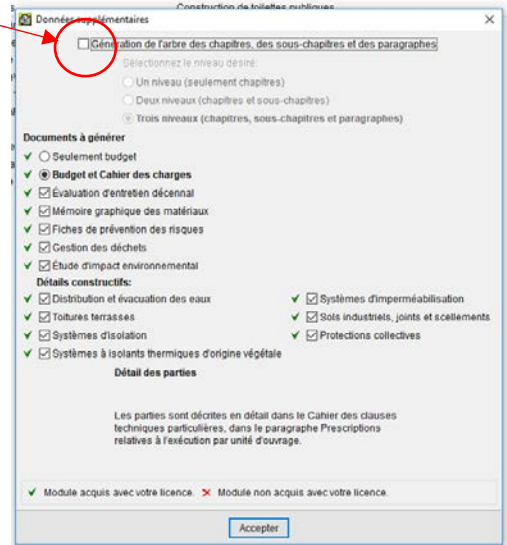 Construction de toilettes publiques
Données supplémentaires
Génération de l'arbre des chapitres, des sous-chapitres et des paragraphes
Sélectionnez le niveau désiré:
Un niveau (seulement chapitres)
Deux niveaux (chapitres et sous-chapitres)
Trois niveaux (chapitres, sous-chapitres et paragraphes)
Documents à générer
Seulement budget
Budget et Cahier des charges
Évaluation d'entretien décennal
Mémoire graphique des matériaux
Fiches de prévention des risques
Gestion des déchets
Étude d'impact environnemental
Détails constructifs:
Distribution et évacuation des eaux
Systèmes d'imperméabilisation
Toitures terrasses
Sols industriels, joints et scellements
Systèmes d'isolation
Protections collectives
Systèmes à isolants thermiques d'origine végétale
Détail des parties
Les parties sont décrites en détail dans le Cahier des clauses
techniques particulières, dans le paragraphe Prescriptions
relatives à l'exécution par unité d'ouvrage.
Module acquis avec votre licence. Module non acquis avec votre licence.
Accepter